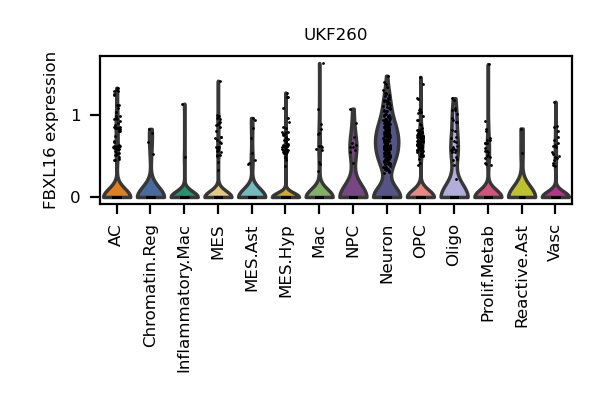 UKF260
FBXL16 expression
1
0
AC
Chromatin.Reg
Inflammatory.Mac
MES
MES.Ast
MES.Hyp
Mac
NPC
Neuron
OPC
Oligo
Prolif.Metab
Reactive.Ast
Vasc